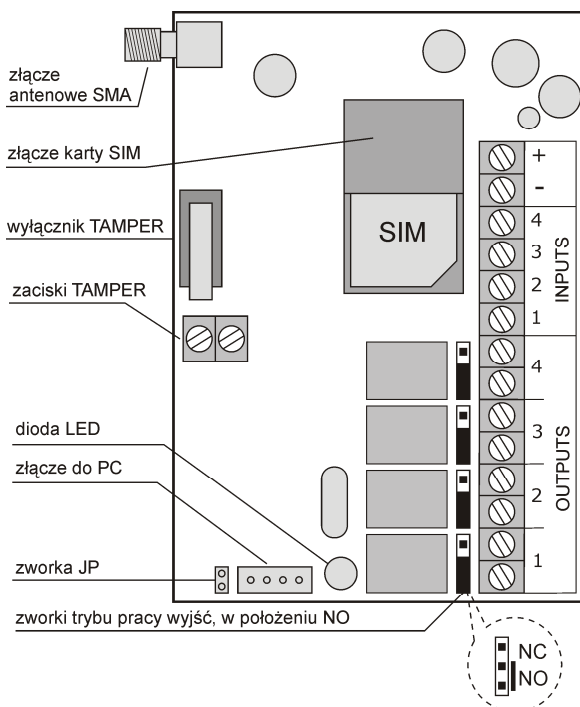 złącze
antenowe SMA
złącze karty SIM
wyłącznik TAMPER
zaciski TAMPER
dioda LED
złącze do PC
zworka JP
zworki trybu pracy wyjść, w położeniu NO
SIM
+
-
4
3
2
1
INPUTS
4
3
2
1
OUTPUTS
NC
NO